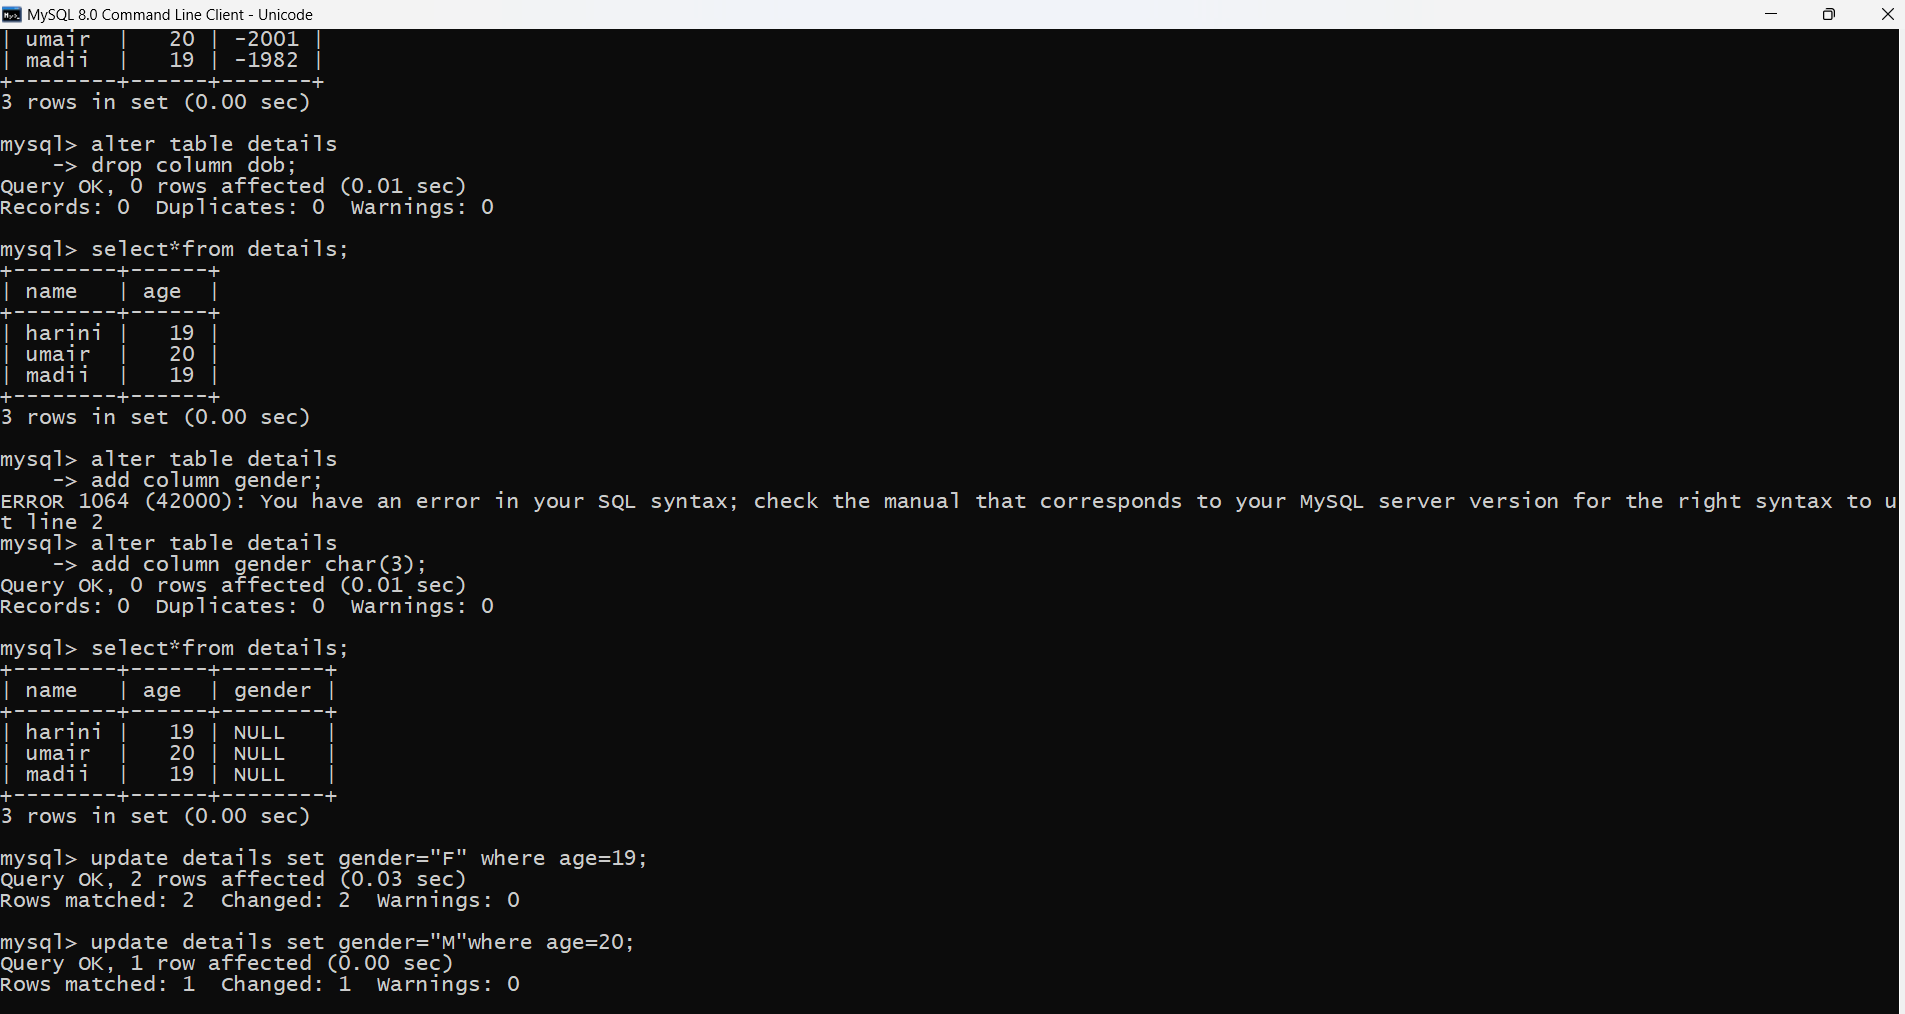 MySQL 8.0 Command Line Client - Unicode
| umair  |   20 | -2001 |
| madii  |   19 | -1982 |
+--------+------+-------+
3 rows in set (0.00 sec)
mysql> alter table details
    -> drop column dob;
Query OK, 0 rows affected (0.01 sec)
Records: 0  Duplicates: 0  Warnings: 0
mysql> select*from details;
+--------+------+
| name   | age  |
+--------+------+
| harini |   19 |
| umair  |   20 |
| madii  |   19 |
+--------+------+
3 rows in set (0.00 sec)
mysql> alter table details
    -> add column gender;
ERROR 1064 (42000): You have an error in your SQL syntax; check the manual that corresponds to your MySQL server version for the right syntax to u
t line 2
mysql> alter table details
    -> add column gender char(3);
Query OK, 0 rows affected (0.01 sec)
Records: 0  Duplicates: 0  Warnings: 0
mysql> select*from details;
+--------+------+--------+
| name   | age  | gender |
+--------+------+--------+
| harini |   19 | NULL   |
| umair  |   20 | NULL   |
| madii  |   19 | NULL   |
+--------+------+--------+
3 rows in set (0.00 sec)
mysql> update details set gender="F" where age=19;
Query OK, 2 rows affected (0.03 sec)
Rows matched: 2  Changed: 2  Warnings: 0
mysql> update details set gender="M"where age=20;
Query OK, 1 row affected (0.00 sec)
Rows matched: 1  Changed: 1  Warnings: 0